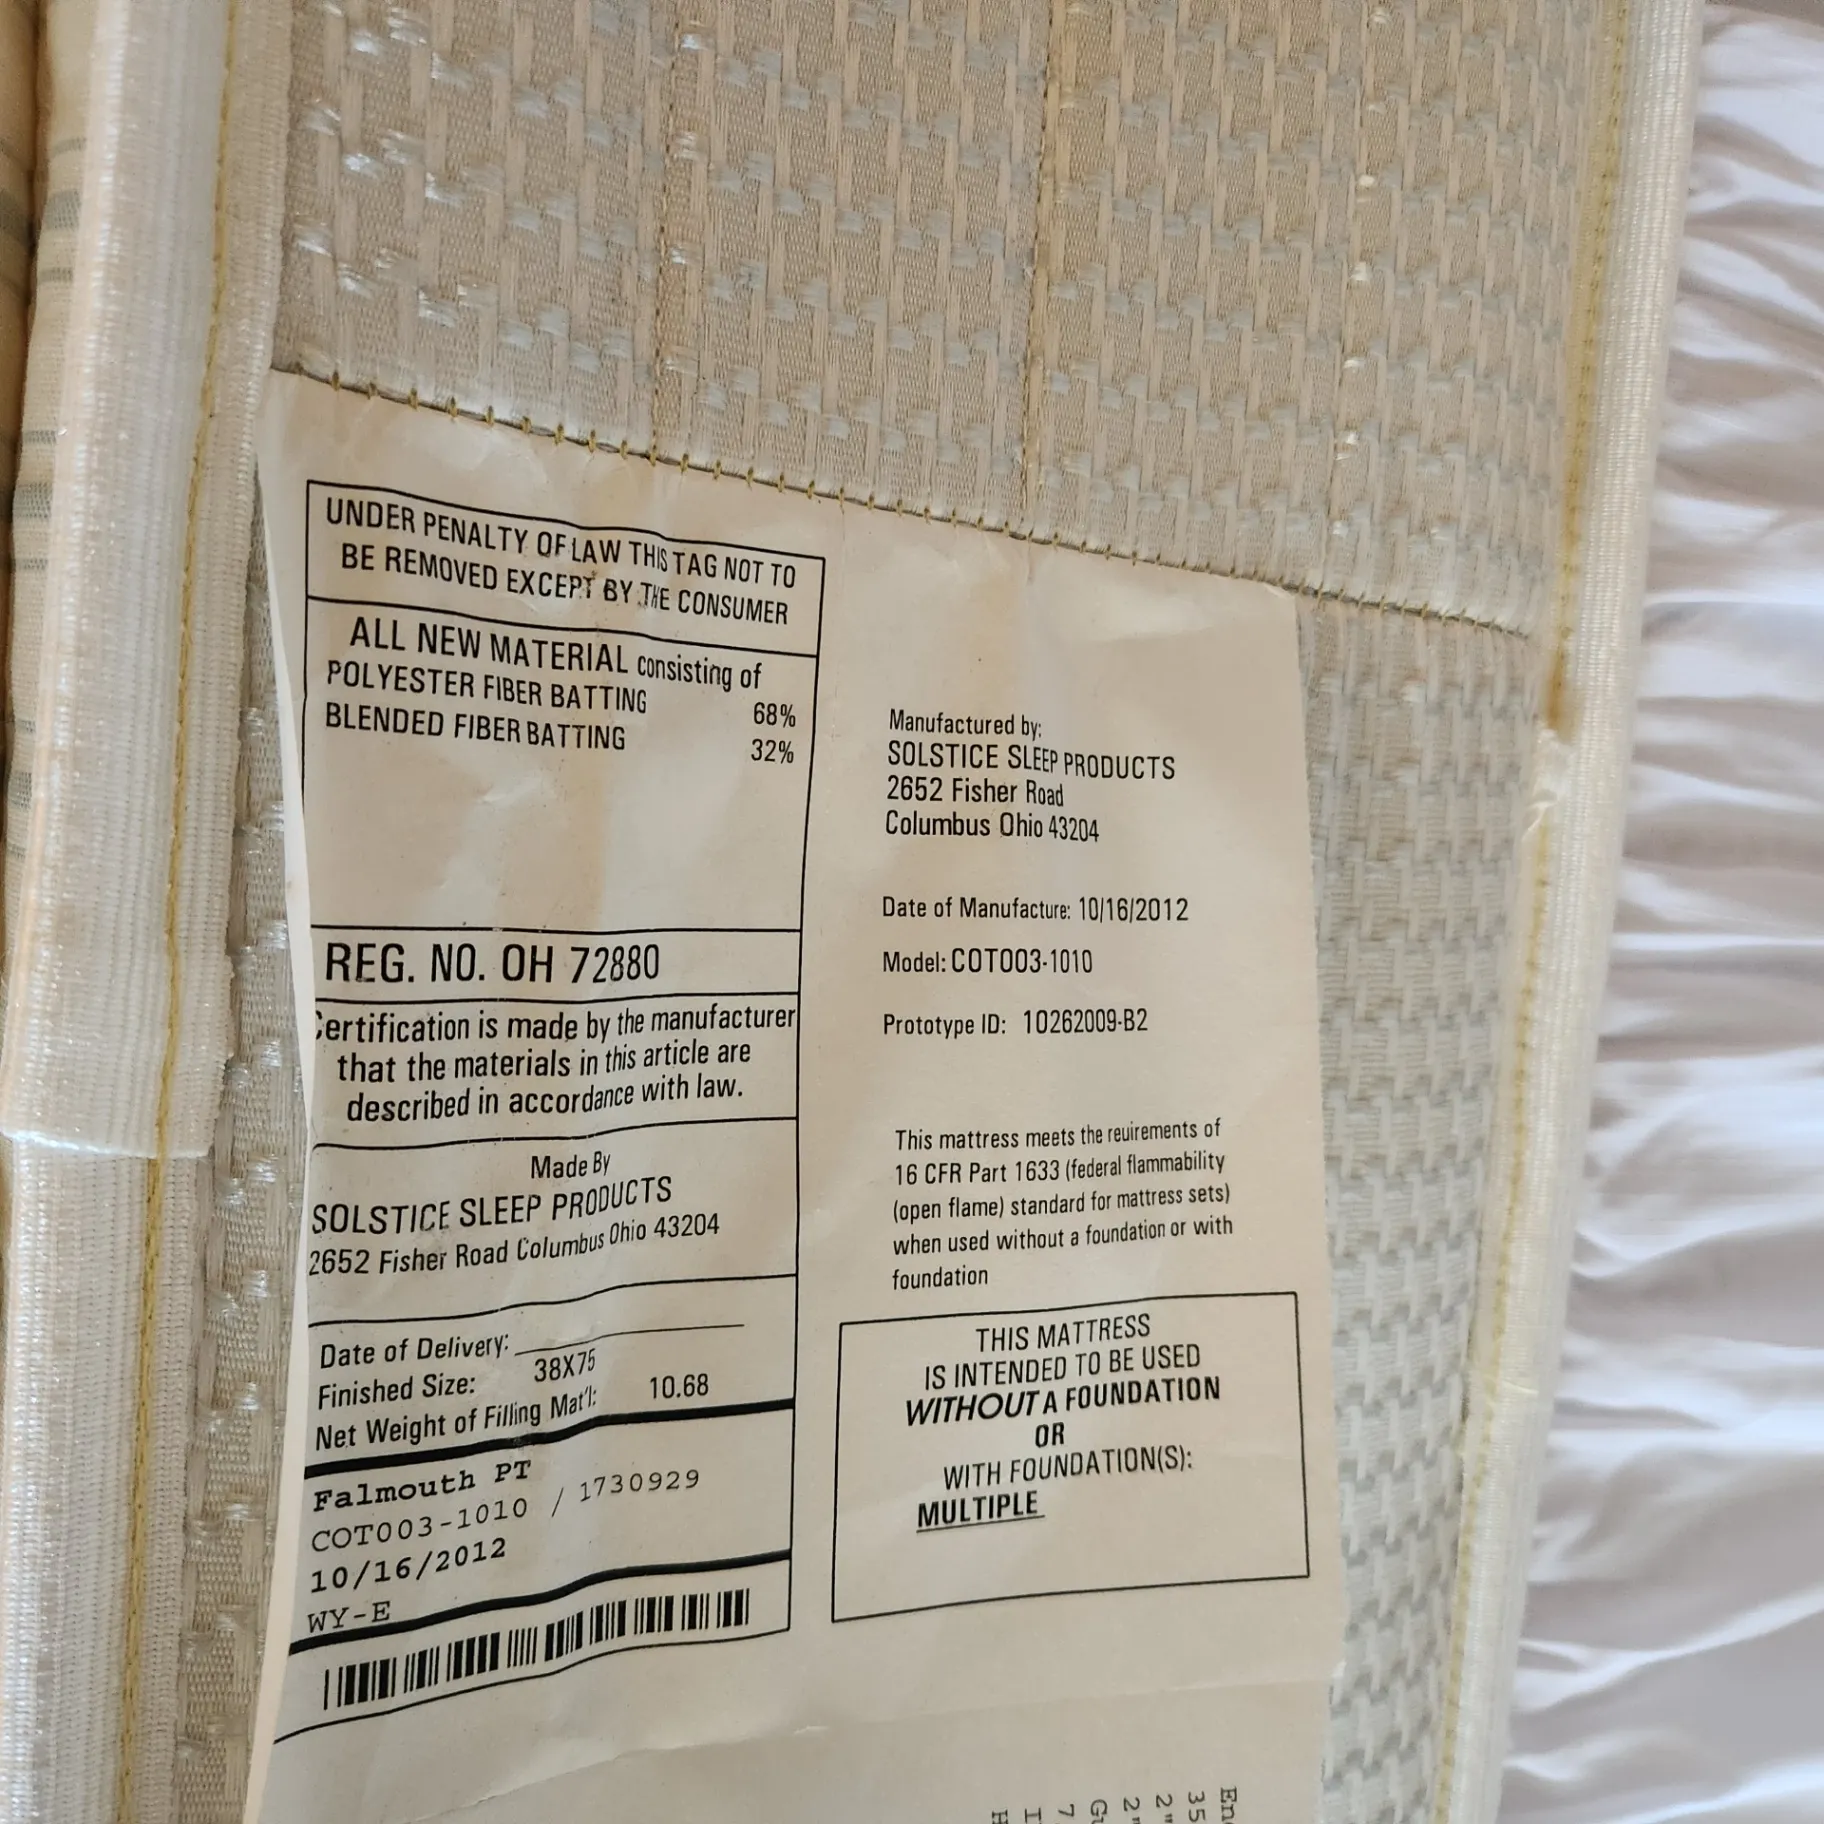 UNDER PENALTY OF LAW THIS TAG NOT TO
BE REMOVED EXCEPT BY THE CONSUMER
ALL NEW MATERIAL consisting of
POLYESTER FIBER BATTING 68%
BLENDED FIBER BATTING 32%
REG. NO. OH 72880
Certification is made by the manufacturer
that the materials in this article are
described in accordance with law.
Made By
SOLSTICE SLEEP PRODUCTS
2652 Fisher Road Columbus Ohio 43204
Date of Delivery:
Finished Size: 38X75
Net Weight of Filling Mat'l: 10.68
Falmouth PT
COT003-1010 / 1730929
10/16/2012
WY-E
Manufactured by:
SOLSTICE SLEEP PRODUCTS
2652 Fisher Road
Columbus Ohio 43204
Date of Manufacture: 10/16/2012
Model: COT003-1010
Prototype ID: 10262009-B2
This mattress meets the reuirements of
16 CFR Part 1633 (federal flammability
(open flame) standard for mattress sets)
when used without a foundation or with
foundation
THIS MATTRESS
IS INTENDED TO BE USED
WITHOUT A FOUNDATION
OR
WITH FOUNDATION(S):
MULTIPLE